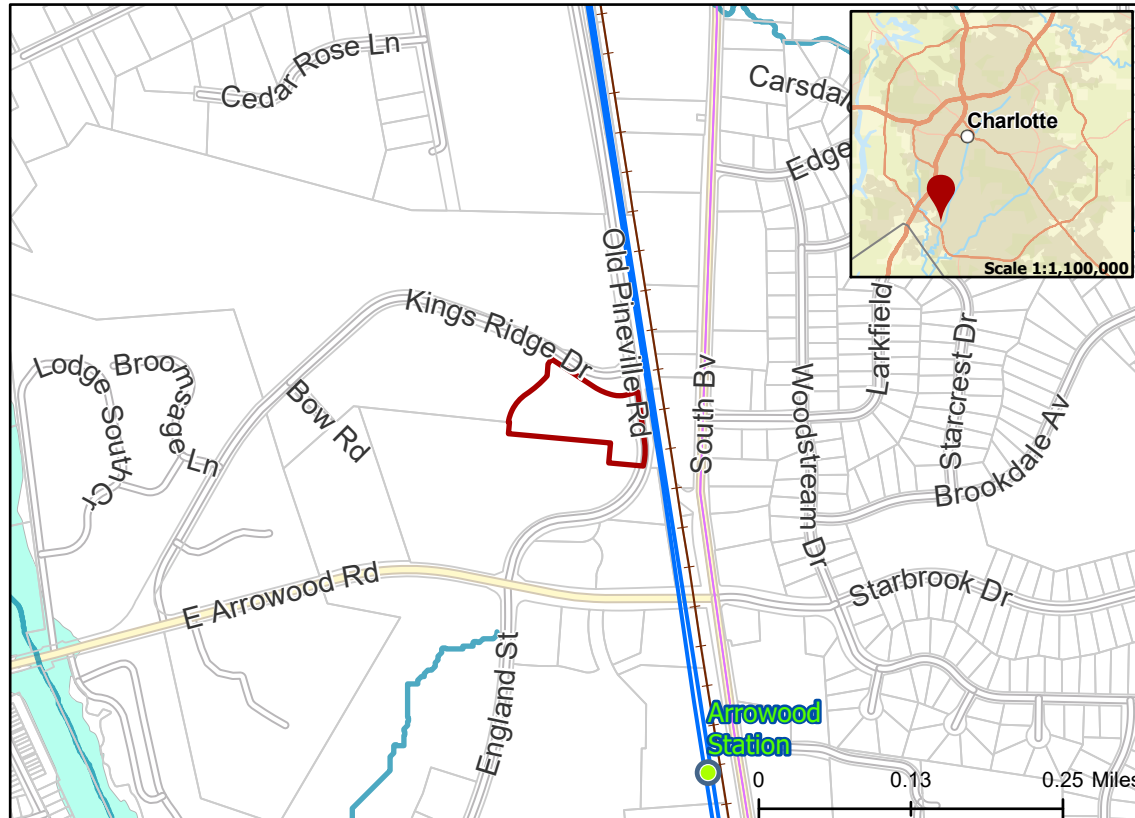 Cedar Rose Ln
Carsdale
Edge
Charlotte
Scale 1:1,100,000
Old Pineville Rd
Kings Ridge Dr
Larkfield
Starcrest Dr
Lodge South Cr
Broomsage Ln
Bow Rd
South Bv
Woodstream Dr
Brookdale Av
E Arrowood Rd
Starbrook Dr
England St
Arrowood
Station
0 0.13 0.25 Miles